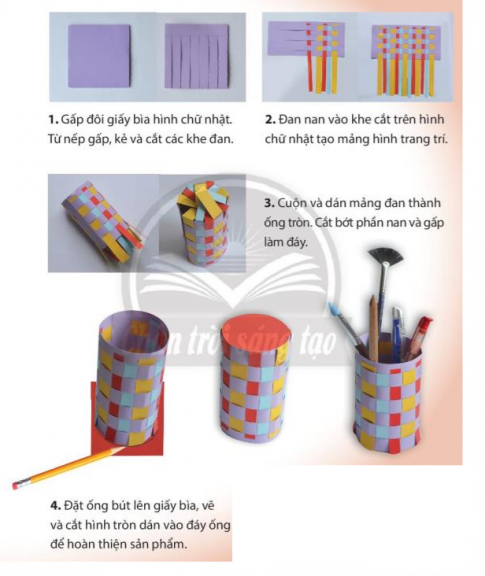 1. Gấp đôi giấy bìa hình chữ nhật.
Từ nếp gấp, kẻ và cắt các khe đan.
2. Đan nan vào khe cắt trên hình
chữ nhật tạo mảng hình trang trí.
3. Cuộn và dán mảng đan thành
ống tròn. Cắt bớt phần nan và gấp
làm đáy.
trời sáng tạo
4. Đặt ống bút lên giấy bìa, vẽ
và cắt hình tròn dán vào đáy ống
để hoàn thiện sản phẩm.